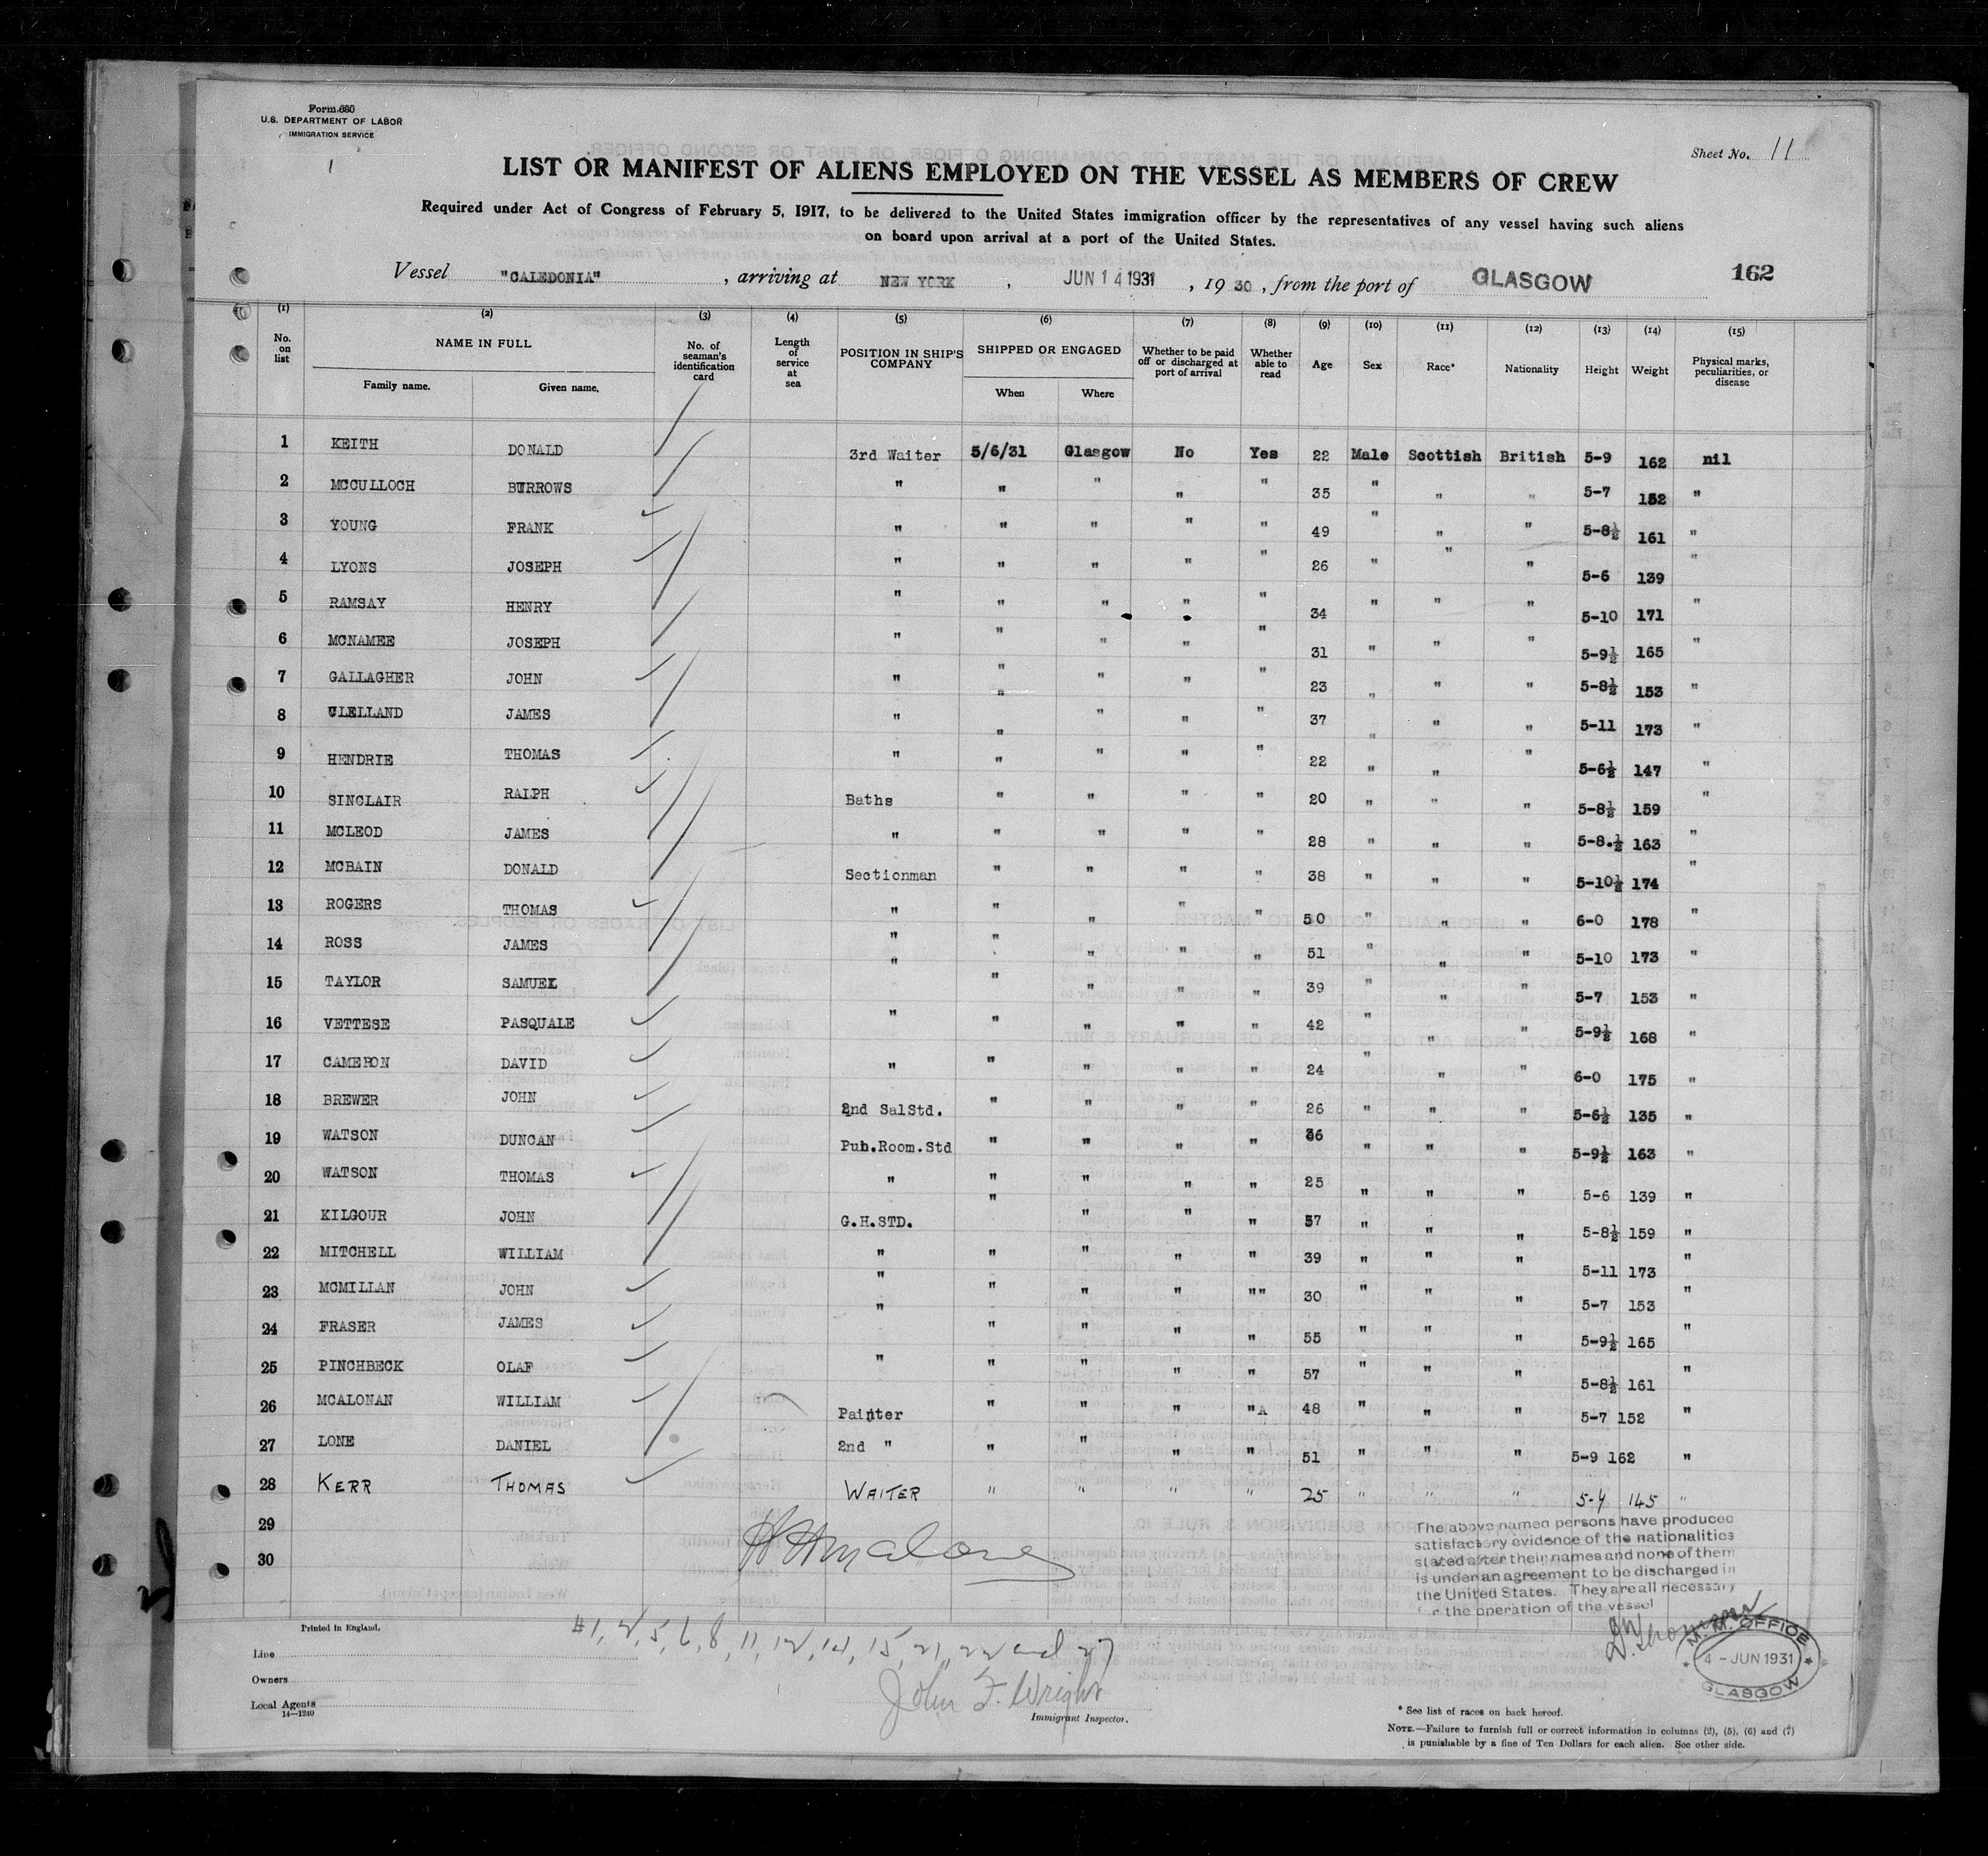 Form 680
U.S. DEPARTMENT OF LABOR
IMMIGRATION SERVICE
Sheet No. 11
LIST OR MANIFEST OF ALIENS EMPLOYED ON THE VESSEL AS MEMBERS OF CREW
Required under Act of Congress of February 5, 1917, to be delivered to the United States immigration officer by the representatives of any vessel having such aliens
on board upon arrival at a port of the United States.
Vessel "CALEDONIA", arriving at NEW YORK, JUN 14 1931, 1930, from the port of GLASGOW 162
(1) (2) (3) (4) (5) (6) (7) (8) (9) (10) (11) (12) (13) (14) (15)
No. on list NAME IN FULL Family name. Given name. No. of seaman's identification card Length of service at sea POSITION IN SHIP'S COMPANY SHIPPED OR ENGAGED When Where Whether to be paid off or discharged at port of arrival Whether able to read Age Sex Race* Nationality Height Weight Physical marks, peculiarities, or disease
1 KEITH DONALD 3rd Waiter 5/6/31 Glasgow No Yes 22 Male Scottish British 5-9 162 nil
2 MCCULLOCH BURROWS " " " " " 35 " " " 5-7 152 "
3 YOUNG FRANK " " " " " 49 " " " 5-8½ 161 "
4 LYONS JOSEPH " " " " " 26 " " " 5-6 139 "
5 RAMSAY HENRY " " " " " 34 " " " 5-10 171 "
6 MCNAMEE JOSEPH " " " " " 31 " " " 5-9½ 165 "
7 GALLAGHER JOHN " " " " " 23 " " " 5-8½ 153 "
8 CLELLAND JAMES " " " " " 37 " " " 5-11 173 "
9 HENDRIE THOMAS " " " " " 22 " " " 5-6½ 147 "
10 SINCLAIR RALPH Baths " " " " 20 " " " 5-8½ 159 "
11 MCLEOD JAMES " " " " " 28 " " " 5-8.½ 163 "
12 MCBAIN DONALD Sectionman " " " " 38 " " " 5-10½ 174 "
13 ROGERS THOMAS " " " " " 50 " " " 6-0 178 "
14 ROSS JAMES " " " " " 51 " " " 5-10 173 "
15 TAYLOR SAMUEL " " " " " 39 " " " 5-7 153 "
16 VETTESE PASQUALE " " " " " 42 " " " 5-9½ 168 "
17 CAMERON DAVID " " " " " 24 " " " 6-0 175 "
18 BREWER JOHN 2nd SalStd. " " " " 26 " " " 5-6½ 135 "
19 WATSON DUNCAN Pub.Room.Std " " " " 36 " " " 5-9½ 163 "
20 WATSON THOMAS " " " " " 25 " " " 5-6 139 "
21 KILGOUR JOHN G.H.STD. " " " " 37 " " " 5-8½ 159 "
22 MITCHELL WILLIAM " " " " " 39 " " " 5-11 173 "
23 MCMILLAN JOHN " " " " "" 30 " " " 5-7 153 "
24 FRASER JAMES " " " " " 55 " " " 5-9½ 165 "
25 PINCHBECK OLAF " " " " " 57 " " " 5-8½ 161 "
26 MCALONAN WILLIAM Painter " " " "A 48 " " " 5-7 152 "
27 LONE DANIEL 2nd " " " " " 51 " " " 5-9 162 "
28 KERR THOMAS WAITER " " " " 25 " " " 5-4 145 "
29
30
The above named persons have produced
satisfactory evidence of the nationalities
stated after their names and none of them
is under an agreement to be discharged in
the United States. They are all necessary
for the operation of the vessel
M.M. OFFICE
4 - JUN 1931
GLASGOW
Printed in England.
#1, 2, 5, 6, 8, 11, 12, 14, 15, 21, 22 and 27
Line
Owners
Local Agents
14—1240
John F. Wright
Immigrant Inspector.
* See list of races on back hereof.
NOTE.—Failure to furnish full or correct information in columns (2), (5), (6) and (7)
is punishable by a fine of Ten Dollars for each alien. See other side.